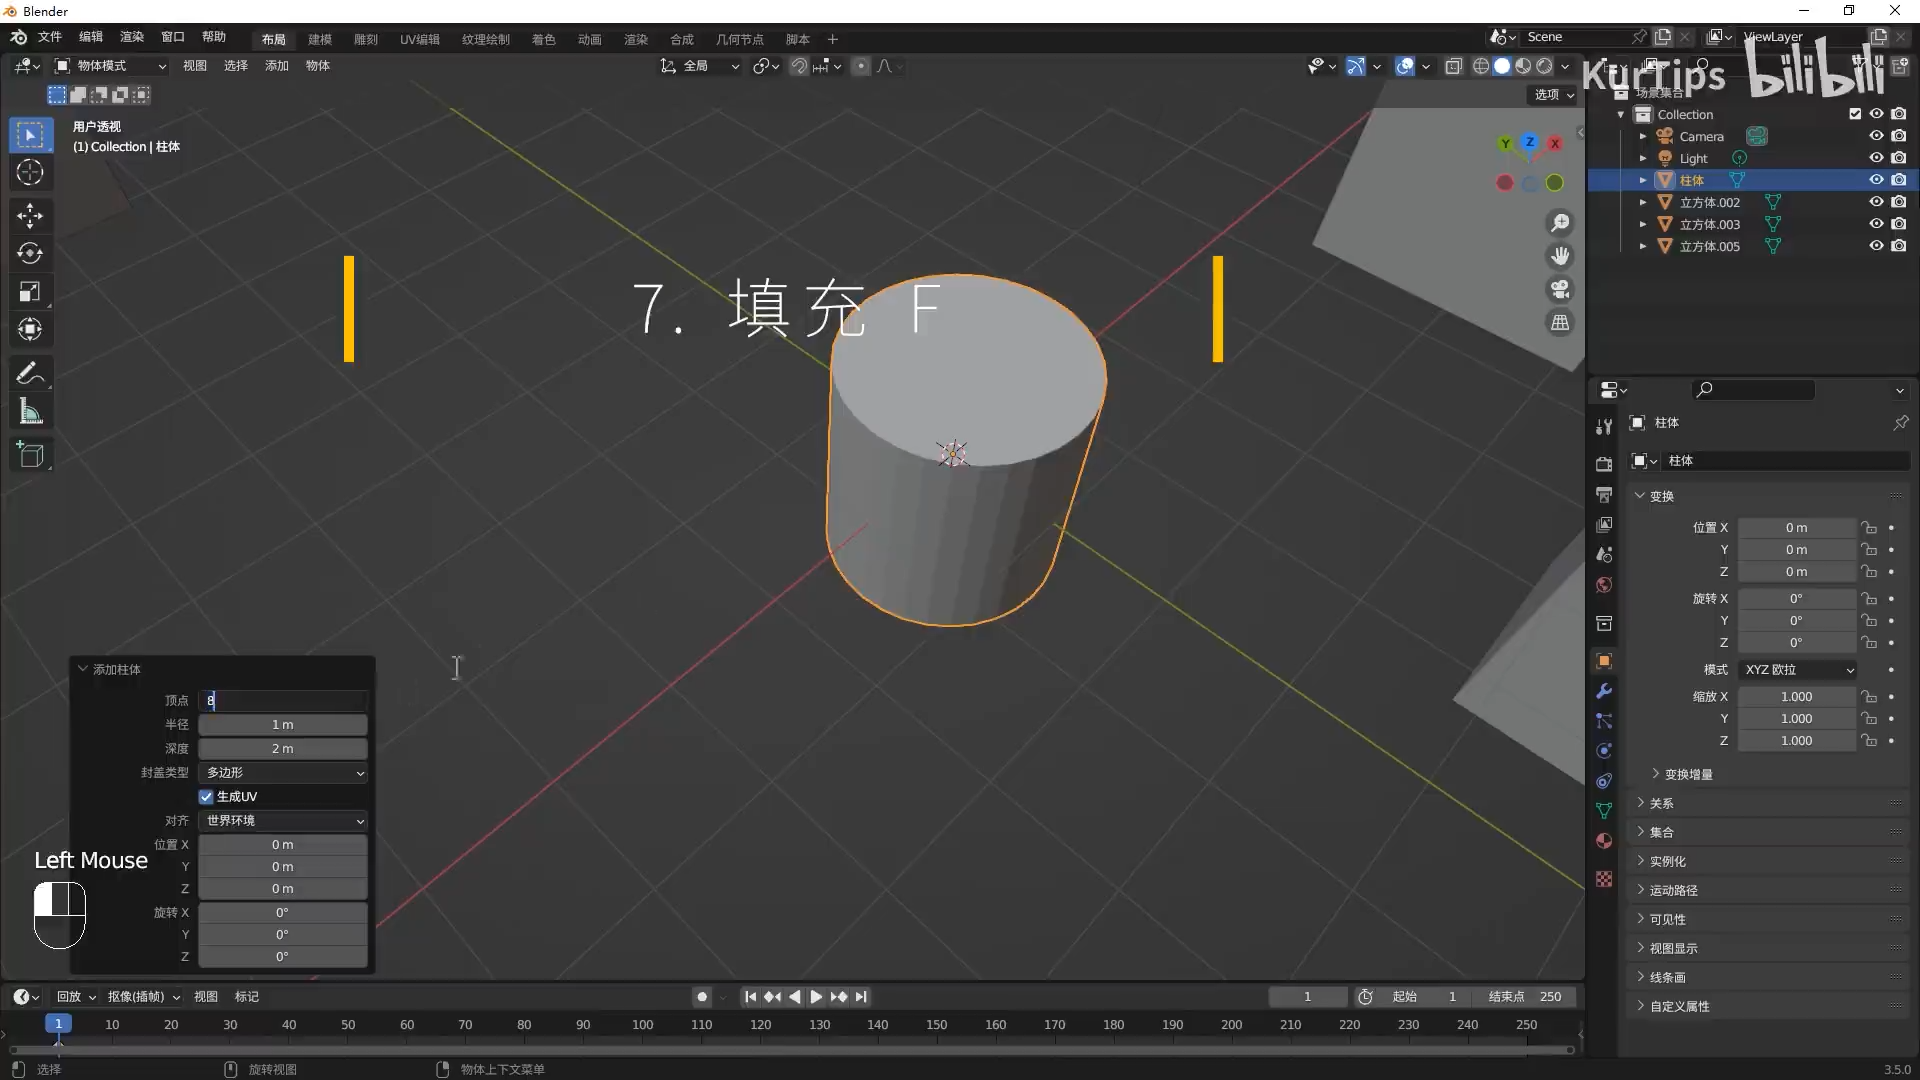 Blender
文件 编辑 渲染 窗口 帮助 布局 建模 雕刻 UV编辑 纹理绘制 着色 动画 渲染 合成 几何节点 脚本 + Scene ViewLayer
物体模式 视图 选择 添加 物体 全局
KurTips bilibili
选项
用户透视
(1) Collection | 柱体
Y Z X
场景集合
Collection
Camera
Light
柱体
立方体.002
立方体.003
立方体.005
7. 填充 F
柱体
柱体
变换
位置 X 0 m
Y 0 m
Z 0 m
旋转 X 0°
Y 0°
Z 0°
模式 XYZ 欧拉
缩放 X 1.000
Y 1.000
Z 1.000
变换增量
关系
集合
实例化
运动路径
可见性
视图显示
线条画
自定义属性
添加柱体
顶点 8
半径 1 m
深度 2 m
封盖类型 多边形
生成UV
对齐 世界环境
位置 X 0 m
Y 0 m
Z 0 m
旋转 X 0°
Y 0°
Z 0°
Left Mouse
回放 抠像(插帧) 视图 标记 1 起始 1 结束点 250
1 10 20 30 40 50 60 70 80 90 100 110 120 130 140 150 160 170 180 190 200 210 220 230 240 250
选择 旋转视图 物体上下文菜单 3.5.0